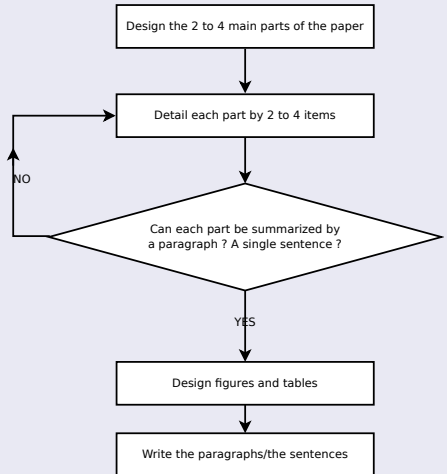 Design the 2 to 4 main parts of the paper
Detail each part by 2 to 4 items
NO
Can each part be summarized by
a paragraph ? A single sentence ?
YES
Design figures and tables
Write the paragraphs/the sentences